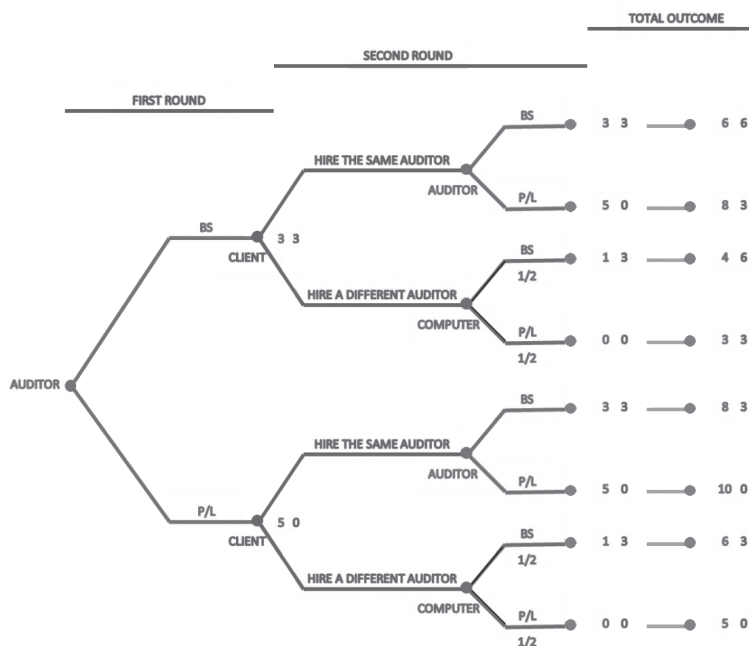 TOTAL OUTCOME
SECOND ROUND
FIRST ROUND
BS
3 3 6 6
HIRE THE SAME AUDITOR
AUDITOR
P/L
5 0 8 3
BS
CLIENT
3 3
BS
1/2
1 3 4 6
HIRE A DIFFERENT AUDITOR
COMPUTER
P/L
1/2
0 0 3 3
AUDITOR
BS
3 3 8 3
HIRE THE SAME AUDITOR
AUDITOR
P/L
5 0 10 0
P/L
CLIENT
5 0
BS
1/2
1 3 6 3
HIRE A DIFFERENT AUDITOR
COMPUTER
P/L
1/2
0 0 5 0